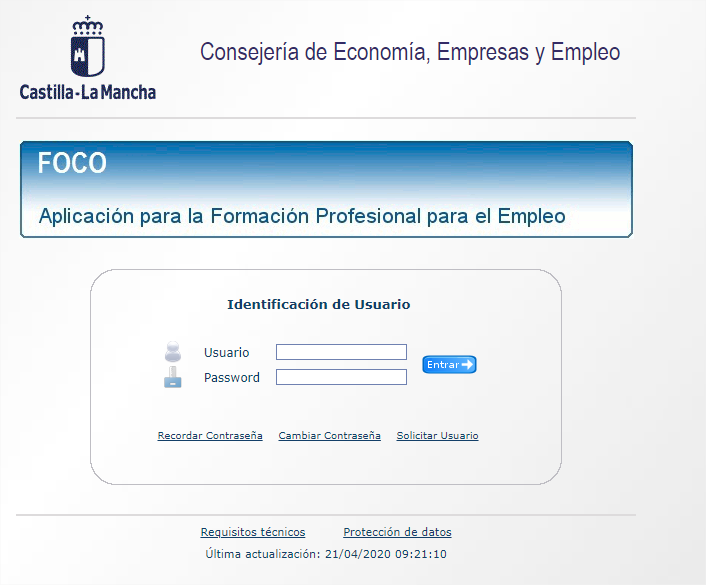 Consejería de Economía, Empresas y Empleo
Castilla-La Mancha
FOCO
Aplicación para la Formación Profesional para el Empleo
Identificación de Usuario
Usuario
Entrar
Password
Recordar Contraseña Cambiar Contraseña Solicitar Usuario
Requisitos técnicos Protección de datos
Última actualización: 21/04/2020 09:21:10